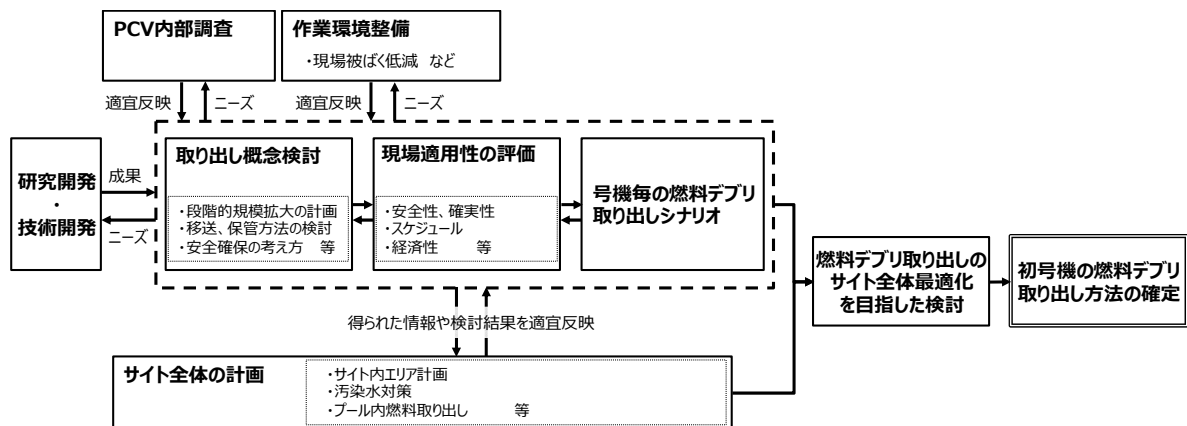 PCV内部調査
作業環境整備
・現場被ばく低減 など
適宜反映
ニーズ
適宜反映
ニーズ
研究開発
・
技術開発
成果
ニーズ
取り出し概念検討
・段階的規模拡大の計画
・移送、保管方法の検討
・安全確保の考え方 等
現場適用性の評価
・安全性、確実性
・スケジュール
・経済性 等
号機毎の燃料デブリ
取り出しシナリオ
燃料デブリ取り出しの
サイト全体最適化
を目指した検討
初号機の燃料デブリ
取り出し方法の確定
得られた情報や検討結果を適宜反映
サイト全体の計画
・サイト内エリア計画
・汚染水対策
・プール内燃料取り出し 等